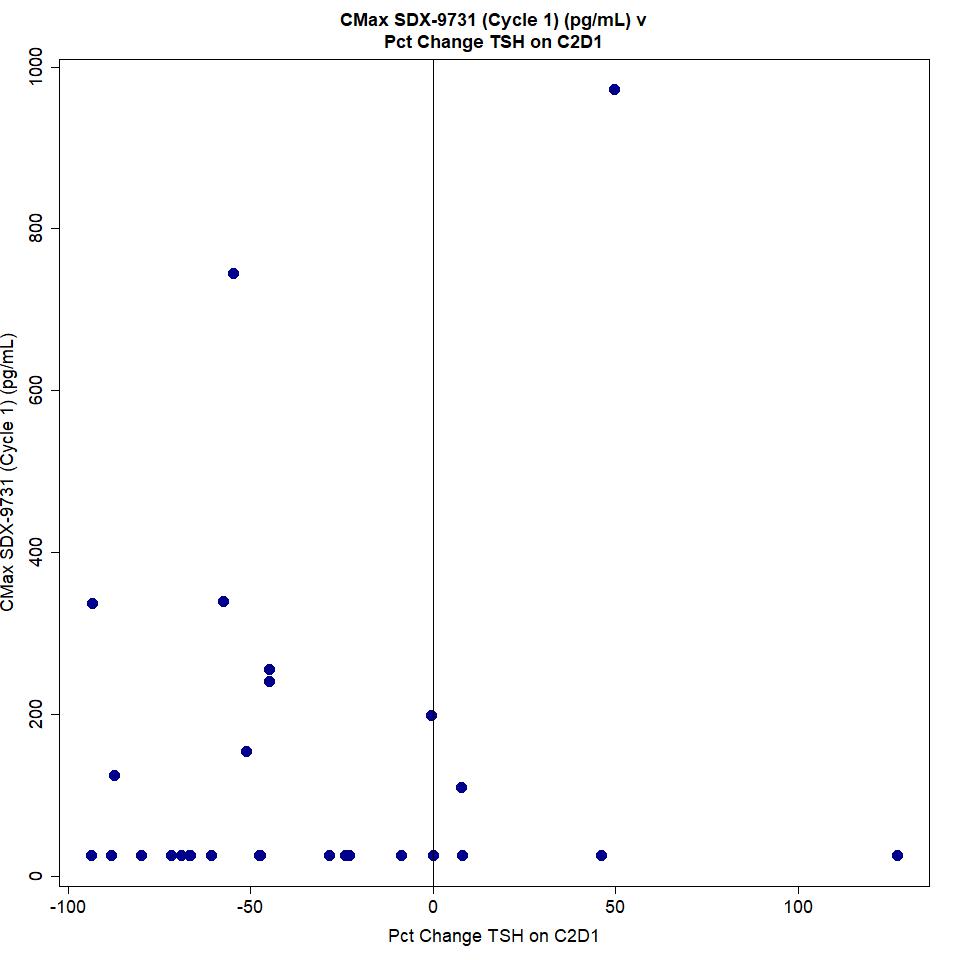 CMax SDX-9731 (Cycle 1) (pg/mL) v
Pct Change TSH on C2D1
CMax SDX-9731 (Cycle 1) (pg/mL)
1000
800
600
400
200
0
-100 -50 0 50 100
Pct Change TSH on C2D1